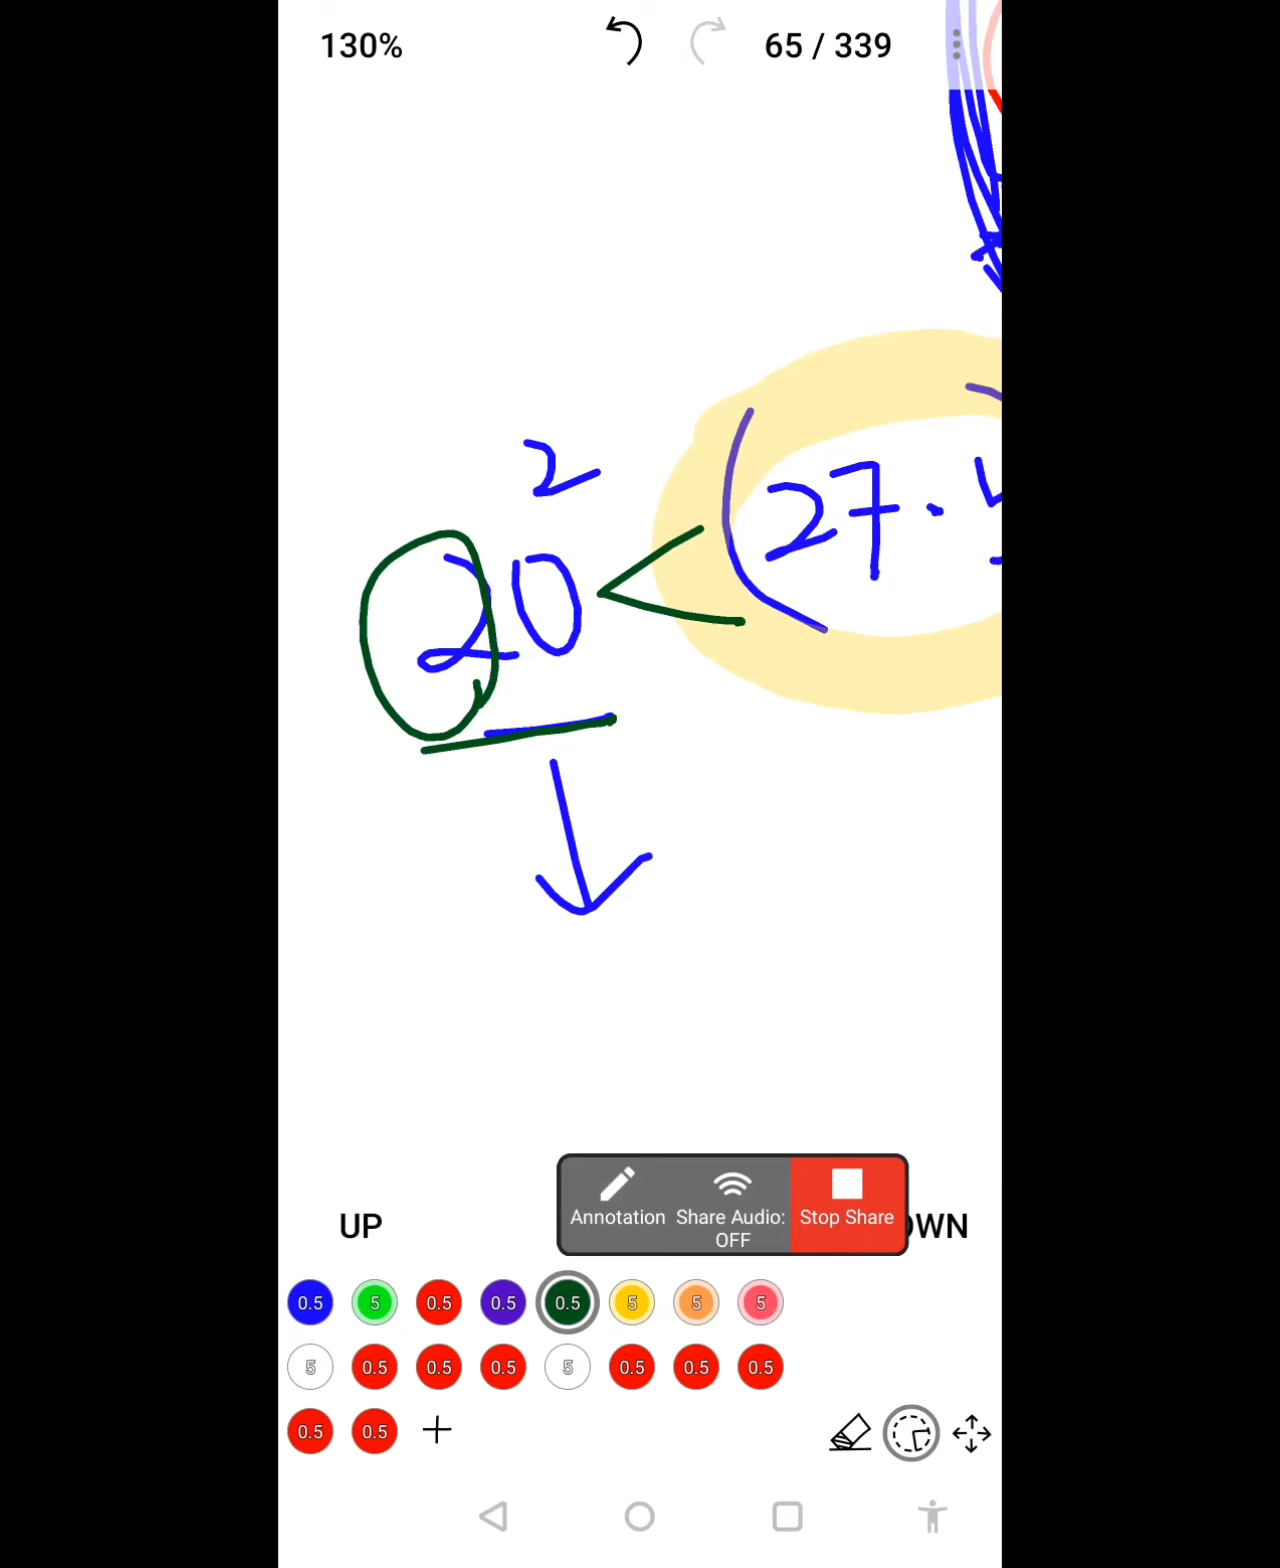 130% 65 / 339
2
20 < (27.5
UP OWN
Annotation Share Audio: OFF Stop Share
0.5 5 0.5 0.5 0.5 5 5 5
5 0.5 0.5 0.5 5 0.5 0.5 0.5
0.5 0.5 +